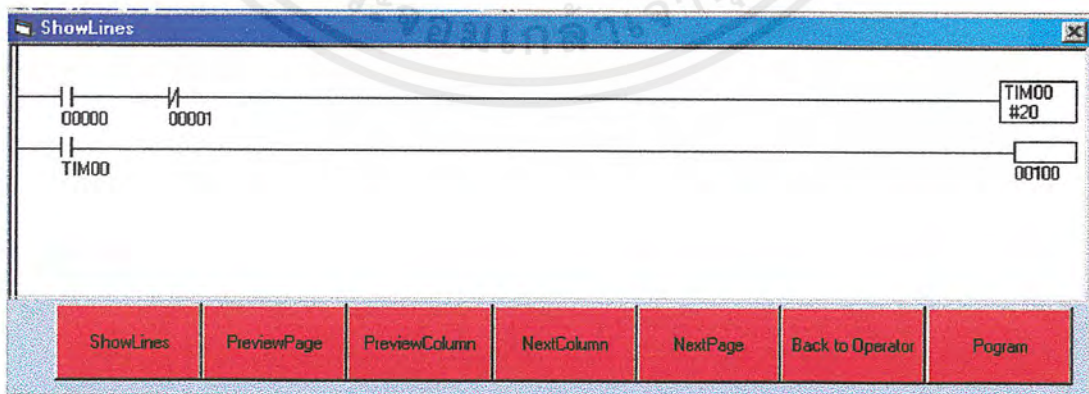 ShowLines
TIM00
#20
00000 00001
TIM00
00100
ShowLines PreviewPage PreviewColumn NextColumn NextPage Back to Operator Pogram